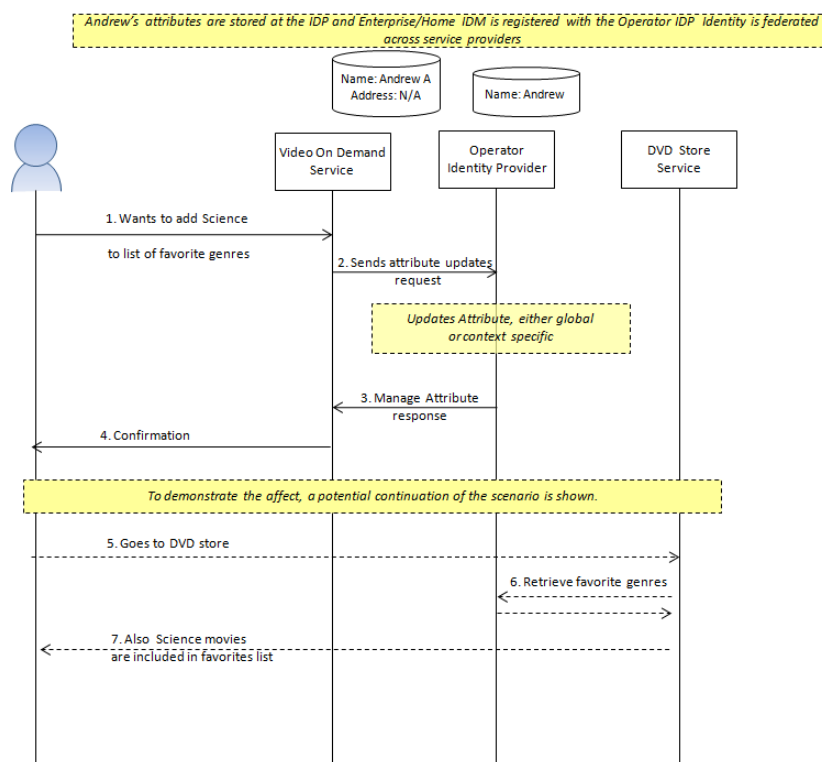 Andrew's attributes are stored at the IDP and Enterprise/Home IDM is registered with the Operator IDP Identity is federated
across service providers
Name: Andrew A
Address: N/A
Name: Andrew
Video On Demand
Service
Operator
Identity Provider
DVD Store
Service
1. Wants to add Science
to list of favorite genres
2. Sends attribute updates
request
Updates Attribute, either global
or context specific
3. Manage Attribute
response
4. Confirmation
To demonstrate the affect, a potential continuation of the scenario is shown.
5. Goes to DVD store
6. Retrieve favorite genres
7. Also Science movies
are included in favorites list